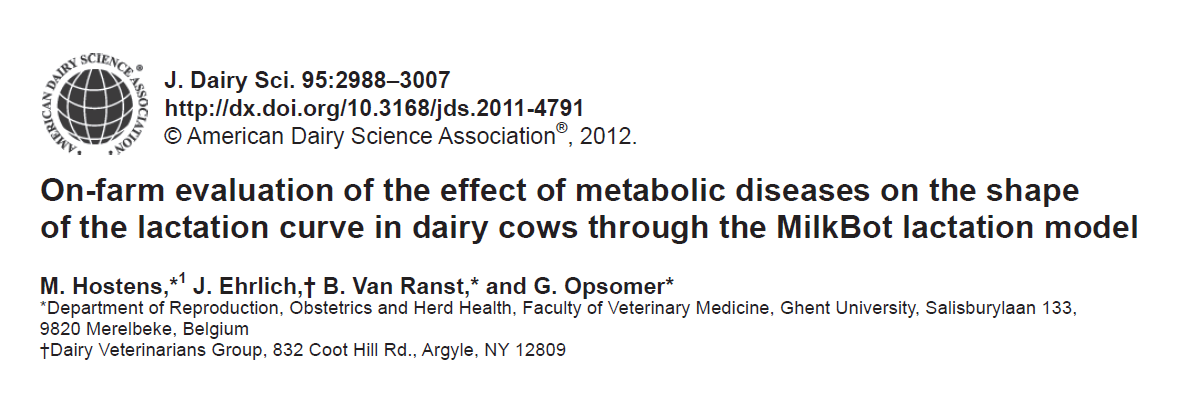 AMERICAN DAIRY SCIENCE ASSOCIATION®
J. Dairy Sci. 95:2988–3007
http://dx.doi.org/10.3168/jds.2011-4791
© American Dairy Science Association®, 2012.
On-farm evaluation of the effect of metabolic diseases on the shape
of the lactation curve in dairy cows through the MilkBot lactation model
M. Hostens,*1 J. Ehrlich,† B. Van Ranst,* and G. Opsomer*
*Department of Reproduction, Obstetrics and Herd Health, Faculty of Veterinary Medicine, Ghent University, Salisburylaan 133,
9820 Merelbeke, Belgium
†Dairy Veterinarians Group, 832 Coot Hill Rd., Argyle, NY 12809